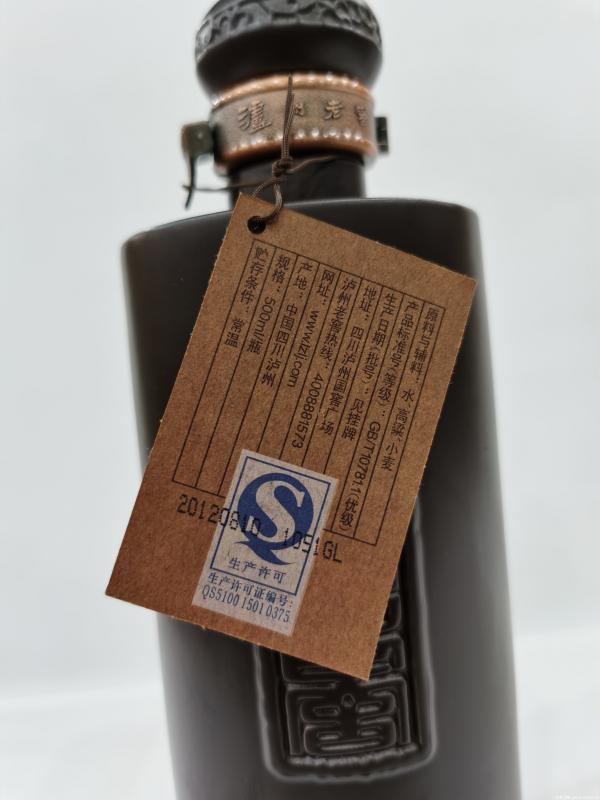 泸州老窖
原料与辅料：水、高粱、小麦
产品标准号（等级）：GB/T10781.1（优级）
生产日期（批号）：见挂牌
地址：四川泸州国窖广场
泸州老窖热线：4008881573
网址：www.lzlj.com
产地：中国四川泸州
规格：500ml/瓶
贮存条件：常温
20120810 1051GL
生产许可
生产许可证编号：
QS5100 1501 0375